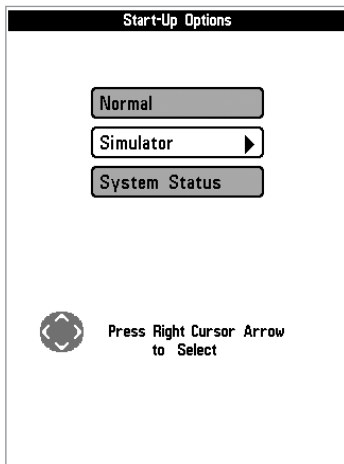 Start-Up Options
Normal
Simulator
System Status
Press Right Cursor Arrow
to Select